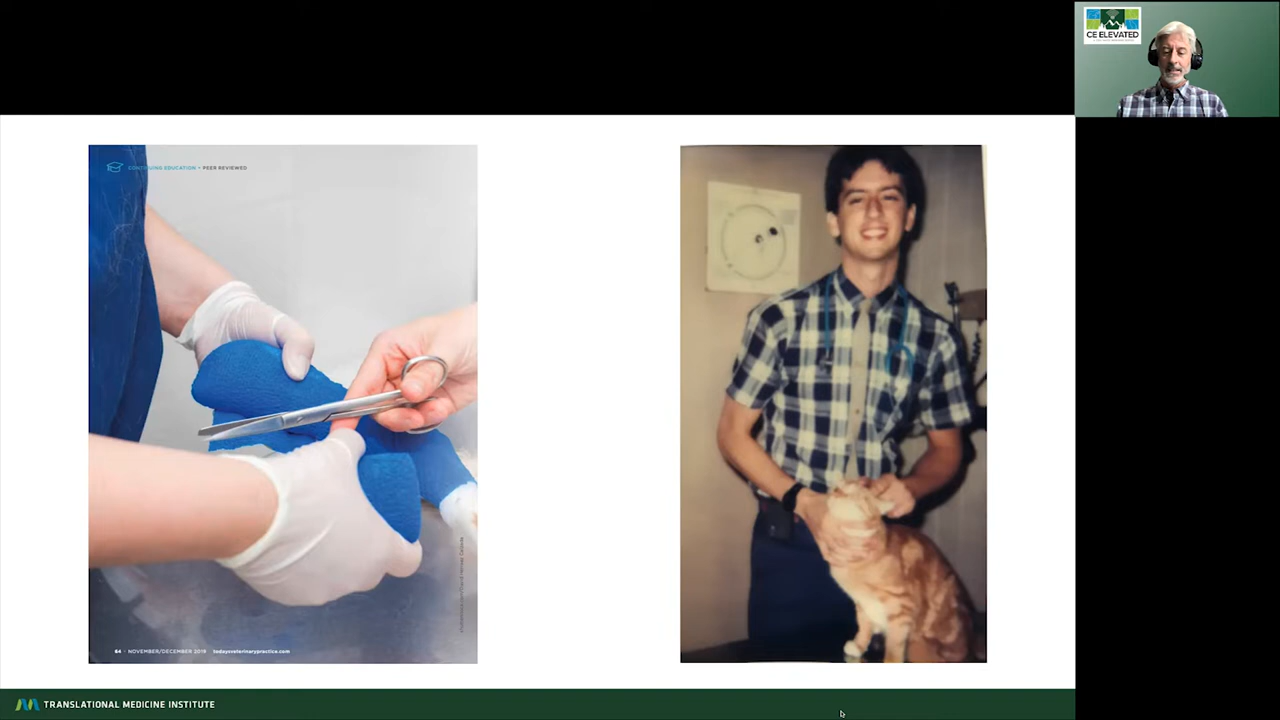 CE ELEVATED
CONTINUING EDUCATION • PEER REVIEWED
64 • NOVEMBER/DECEMBER 2019 todaysveterinarypractice.com
TRANSLATIONAL MEDICINE INSTITUTE